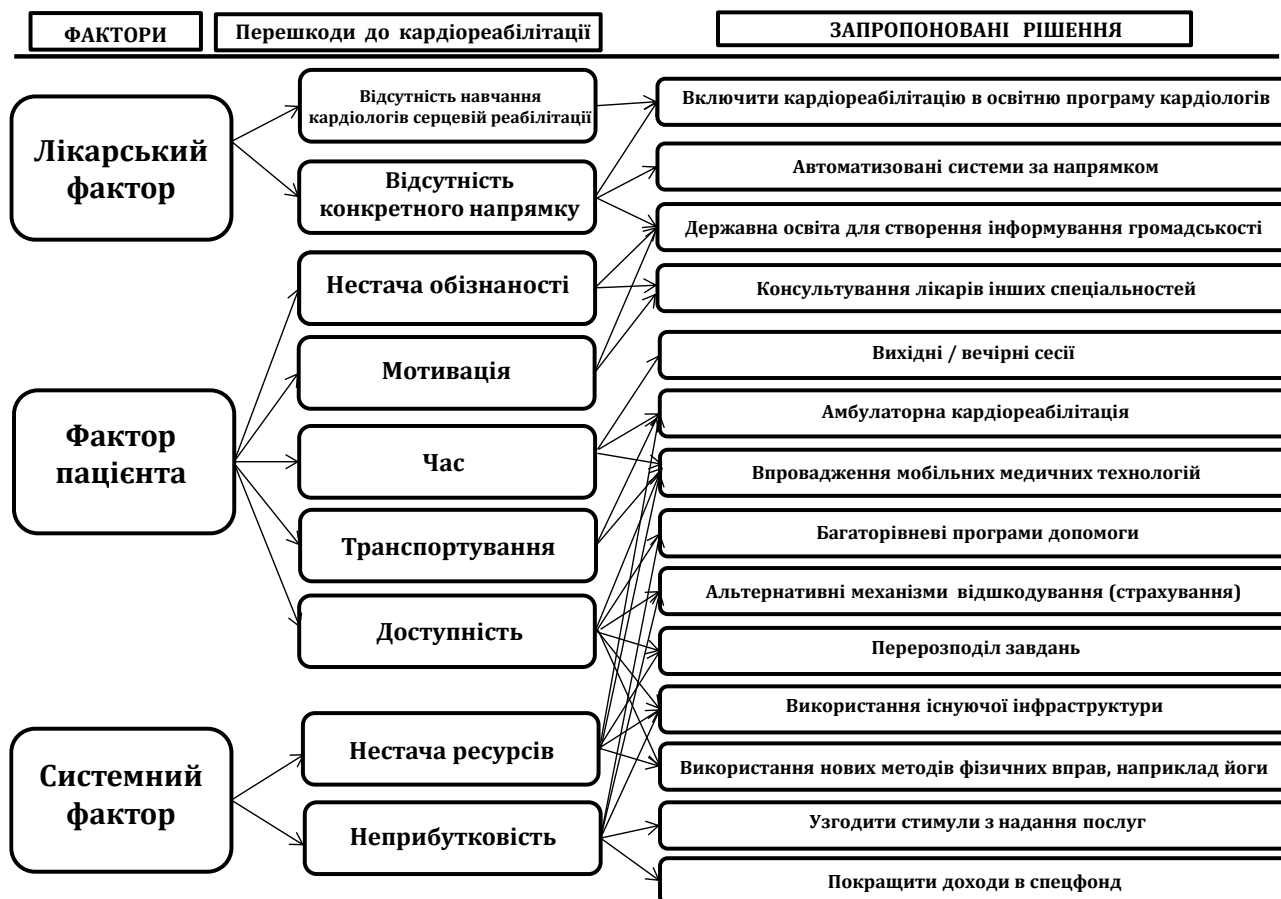 ФАКТОРИ
Перешкоди до кардіореабілітації
ЗАПРОПОНОВАНІ РІШЕННЯ
Лікарський
фактор
Відсутність навчання
кардіологів серцевій реабілітації
Відсутність
конкретного напрямку
Фактор
пацієнта
Нестача обізнаності
Мотивація
Час
Транспортування
Доступність
Системний
фактор
Нестача ресурсів
Неприбутковість
Включити кардіореабілітацію в освітню програму кардіологів
Автоматизовані системи за напрямком
Державна освіта для створення інформування громадськості
Консультування лікарів інших спеціальностей
Вихідні / вечірні сесії
Амбулаторна кардіореабілітація
Впровадження мобільних медичних технологій
Багаторівневі програми допомоги
Альтернативні механізми відшкодування (страхування)
Перерозподіл завдань
Використання існуючої інфраструктури
Використання нових методів фізичних вправ, наприклад йоги
Узгодити стимули з надання послуг
Покращити доходи в спецфонд